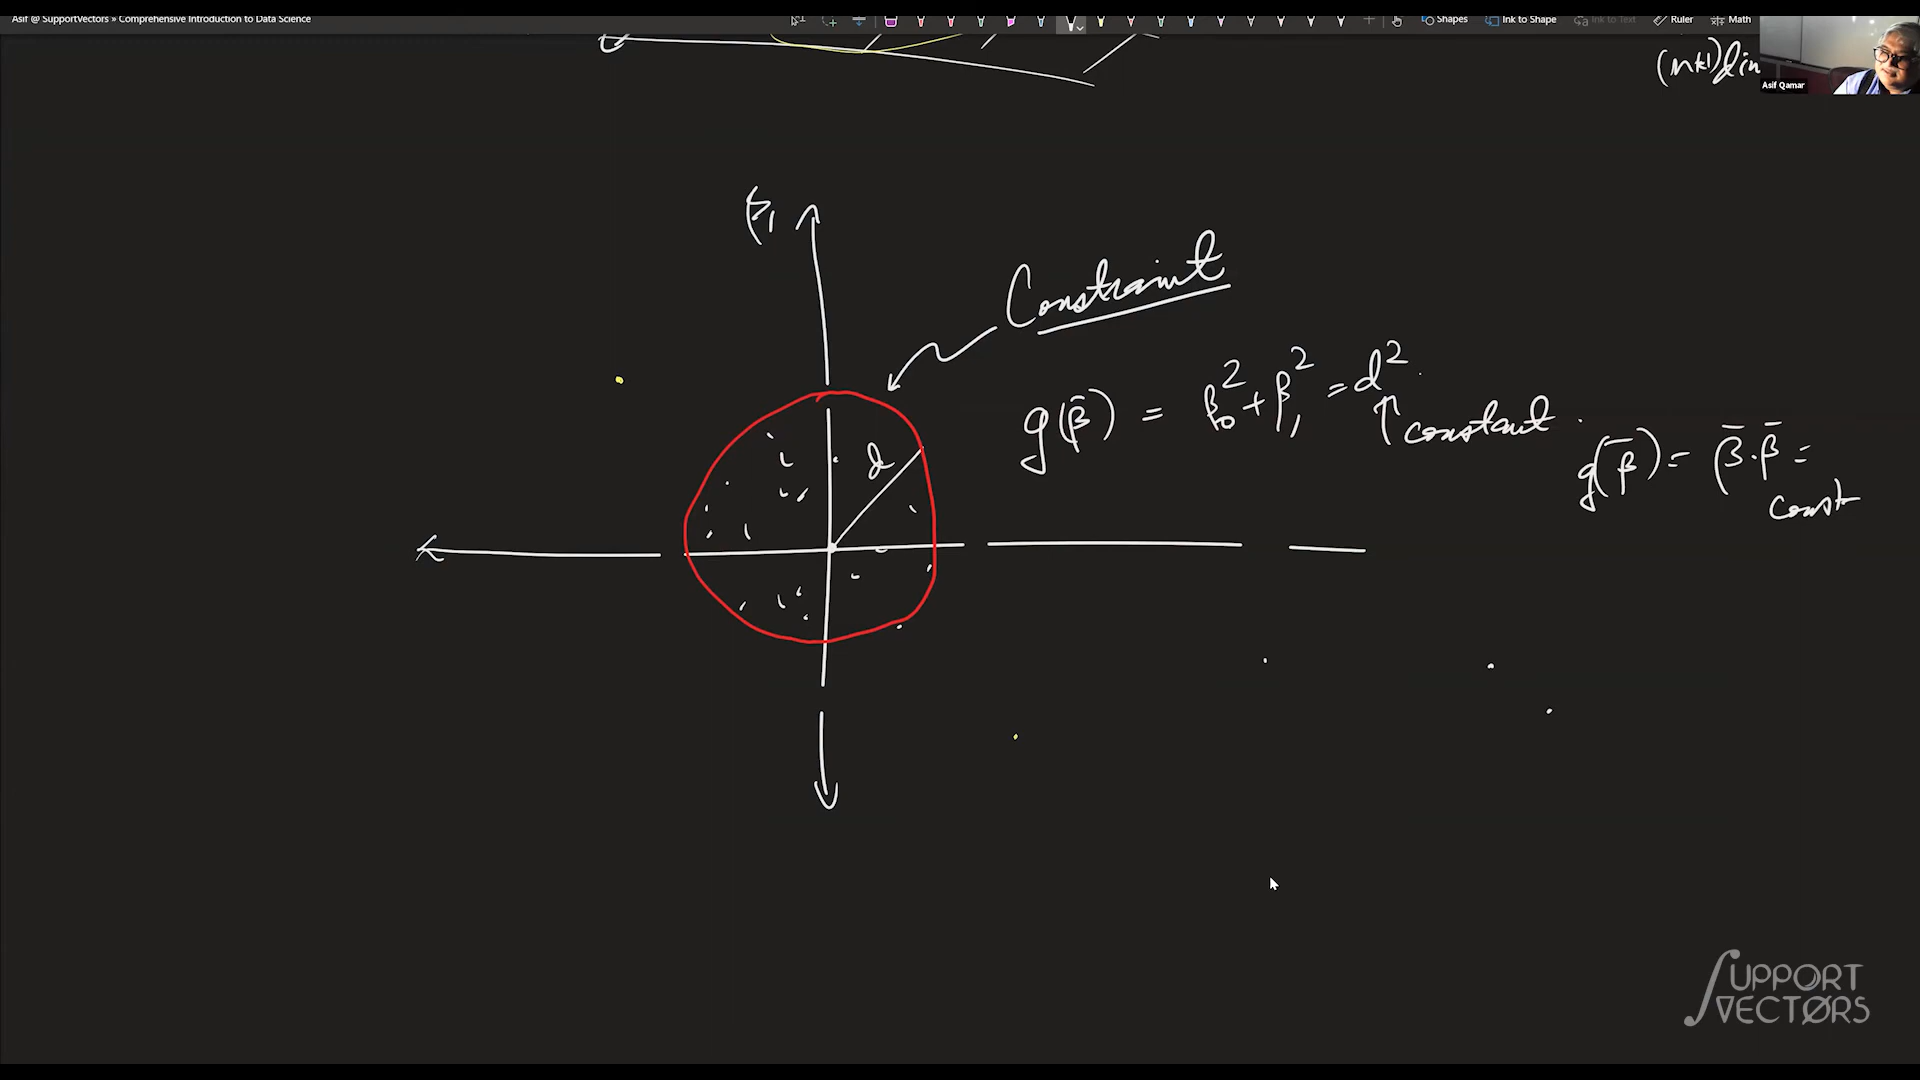 Asif @ SupportVectors » Comprehensive Introduction to Data Science
Shapes Ink to Shape Ink to Text Ruler Math
Asif Qamar
(n+1) dim
β₁
Constraint
g(β̄) = β₀² + β₁² = d²
↑ constant.
d
g(β̄) = β̄·β̄ =
const
SUPPORT
VECTORS